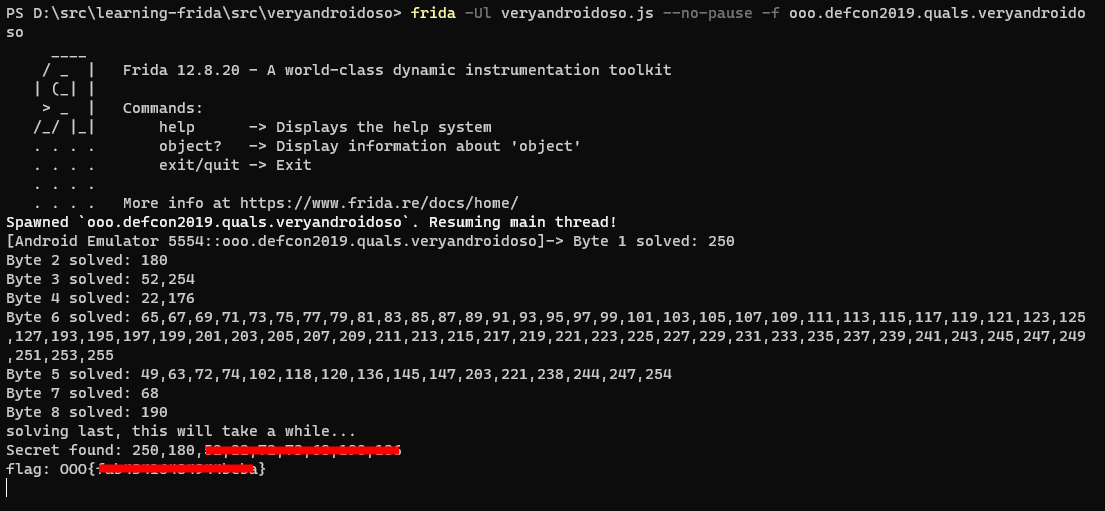 PS D:\src\learning-frida\src\veryandroidoso> frida -Ul veryandroidoso.js --no-pause -f ooo.defcon2019.quals.veryandroido
so
     ____
    / _  |   Frida 12.8.20 - A world-class dynamic instrumentation toolkit
   | (_| |
    > _  |   Commands:
   /_/ |_|       help      -> Displays the help system
   . . . .       object?   -> Display information about 'object'
   . . . .       exit/quit -> Exit
   . . . .
   . . . .   More info at https://www.frida.re/docs/home/
Spawned `ooo.defcon2019.quals.veryandroidoso`. Resuming main thread!
[Android Emulator 5554::ooo.defcon2019.quals.veryandroidoso]-> Byte 1 solved: 250
Byte 2 solved: 180
Byte 3 solved: 52,254
Byte 4 solved: 22,176
Byte 6 solved: 65,67,69,71,73,75,77,79,81,83,85,87,89,91,93,95,97,99,101,103,105,107,109,111,113,115,117,119,121,123,125
,127,193,195,197,199,201,203,205,207,209,211,213,215,217,219,221,223,225,227,229,231,233,235,237,239,241,243,245,247,249
,251,253,255
Byte 5 solved: 49,63,72,74,102,118,120,136,145,147,203,221,238,244,247,254
Byte 7 solved: 68
Byte 8 solved: 190
solving last, this will take a while...
Secret found: 250,180,
flag: OOO{ }